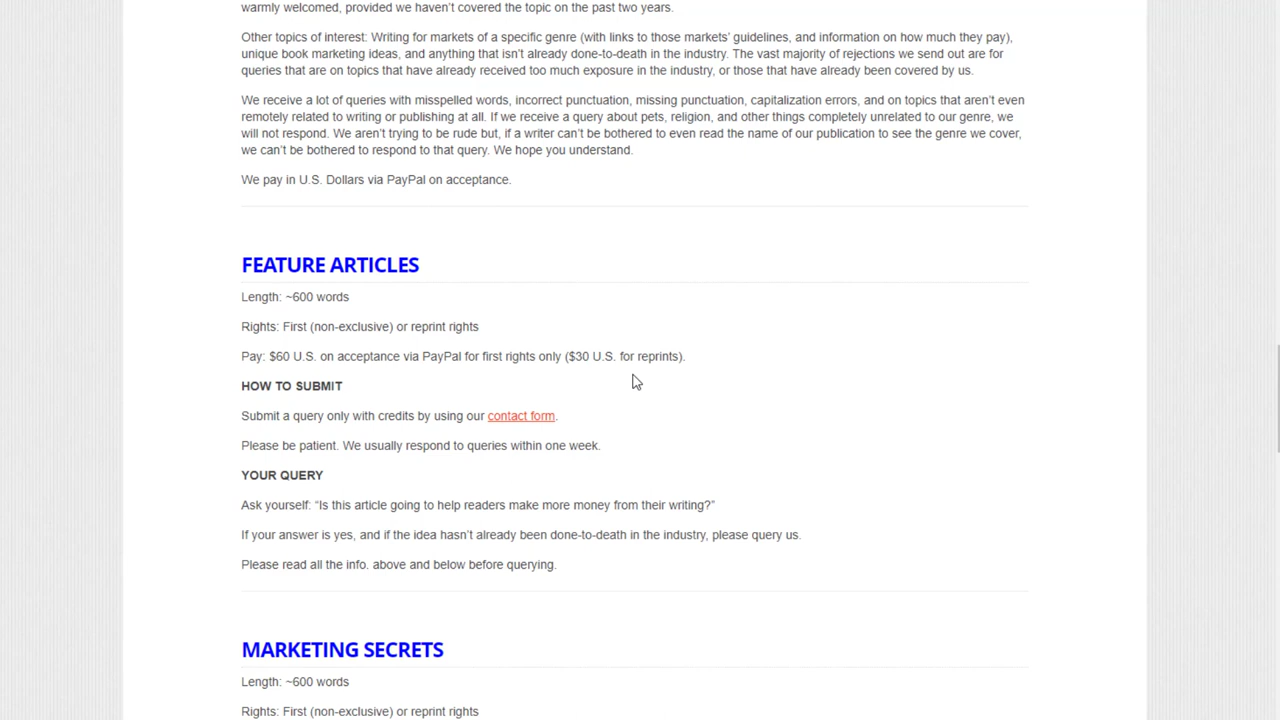 warmly welcomed, provided we haven't covered the topic on the past two years.
Other topics of interest: Writing for markets of a specific genre (with links to those markets' guidelines, and information on how much they pay),
unique book marketing ideas, and anything that isn't already done-to-death in the industry. The vast majority of rejections we send out are for
queries that are on topics that have already received too much exposure in the industry, or those that have already been covered by us.
We receive a lot of queries with misspelled words, incorrect punctuation, missing punctuation, capitalization errors, and on topics that aren't even
remotely related to writing or publishing at all. If we receive a query about pets, religion, and other things completely unrelated to our genre, we
will not respond. We aren't trying to be rude but, if a writer can't be bothered to even read the name of our publication to see the genre we cover,
we can't be bothered to respond to that query. We hope you understand.
We pay in U.S. Dollars via PayPal on acceptance.
FEATURE ARTICLES
Length: ~600 words
Rights: First (non-exclusive) or reprint rights
Pay: $60 U.S. on acceptance via PayPal for first rights only ($30 U.S. for reprints).
HOW TO SUBMIT
Submit a query only with credits by using our contact form.
Please be patient. We usually respond to queries within one week.
YOUR QUERY
Ask yourself: “Is this article going to help readers make more money from their writing?”
If your answer is yes, and if the idea hasn't already been done-to-death in the industry, please query us.
Please read all the info. above and below before querying.
MARKETING SECRETS
Length: ~600 words
Rights: First (non-exclusive) or reprint rights